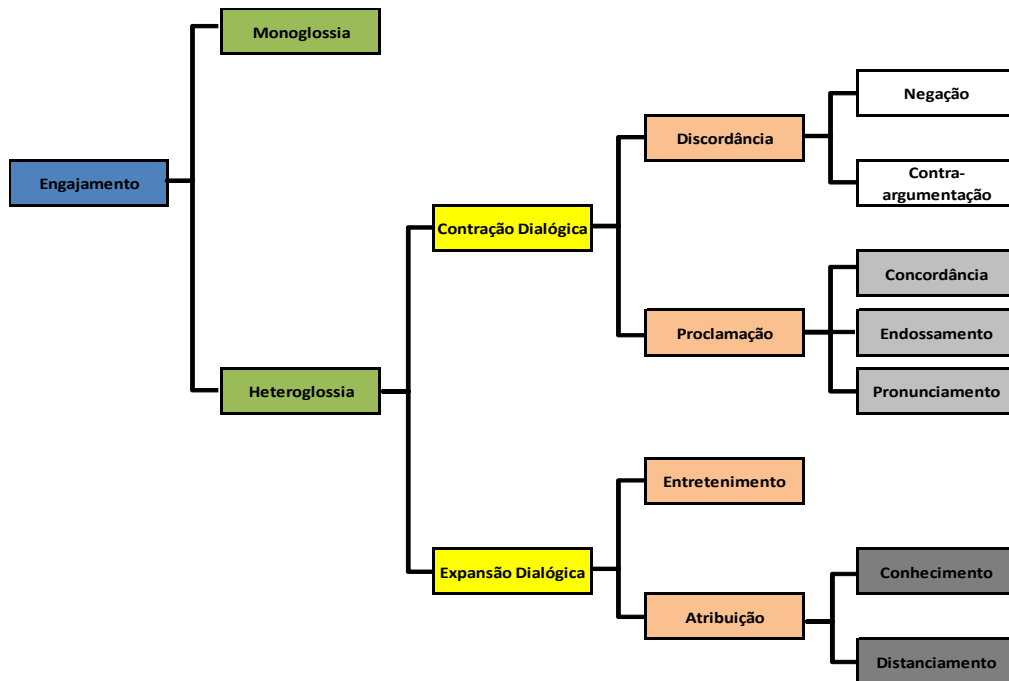 Monoglossia
Negação
Discordância
Engajamento
Contra-
argumentação
Contração Dialógica
Concordância
Proclamação
Endossamento
Heteroglossia
Pronunciamento
Entretenimento
Expansão Dialógica
Conhecimento
Atribuição
Distanciamento